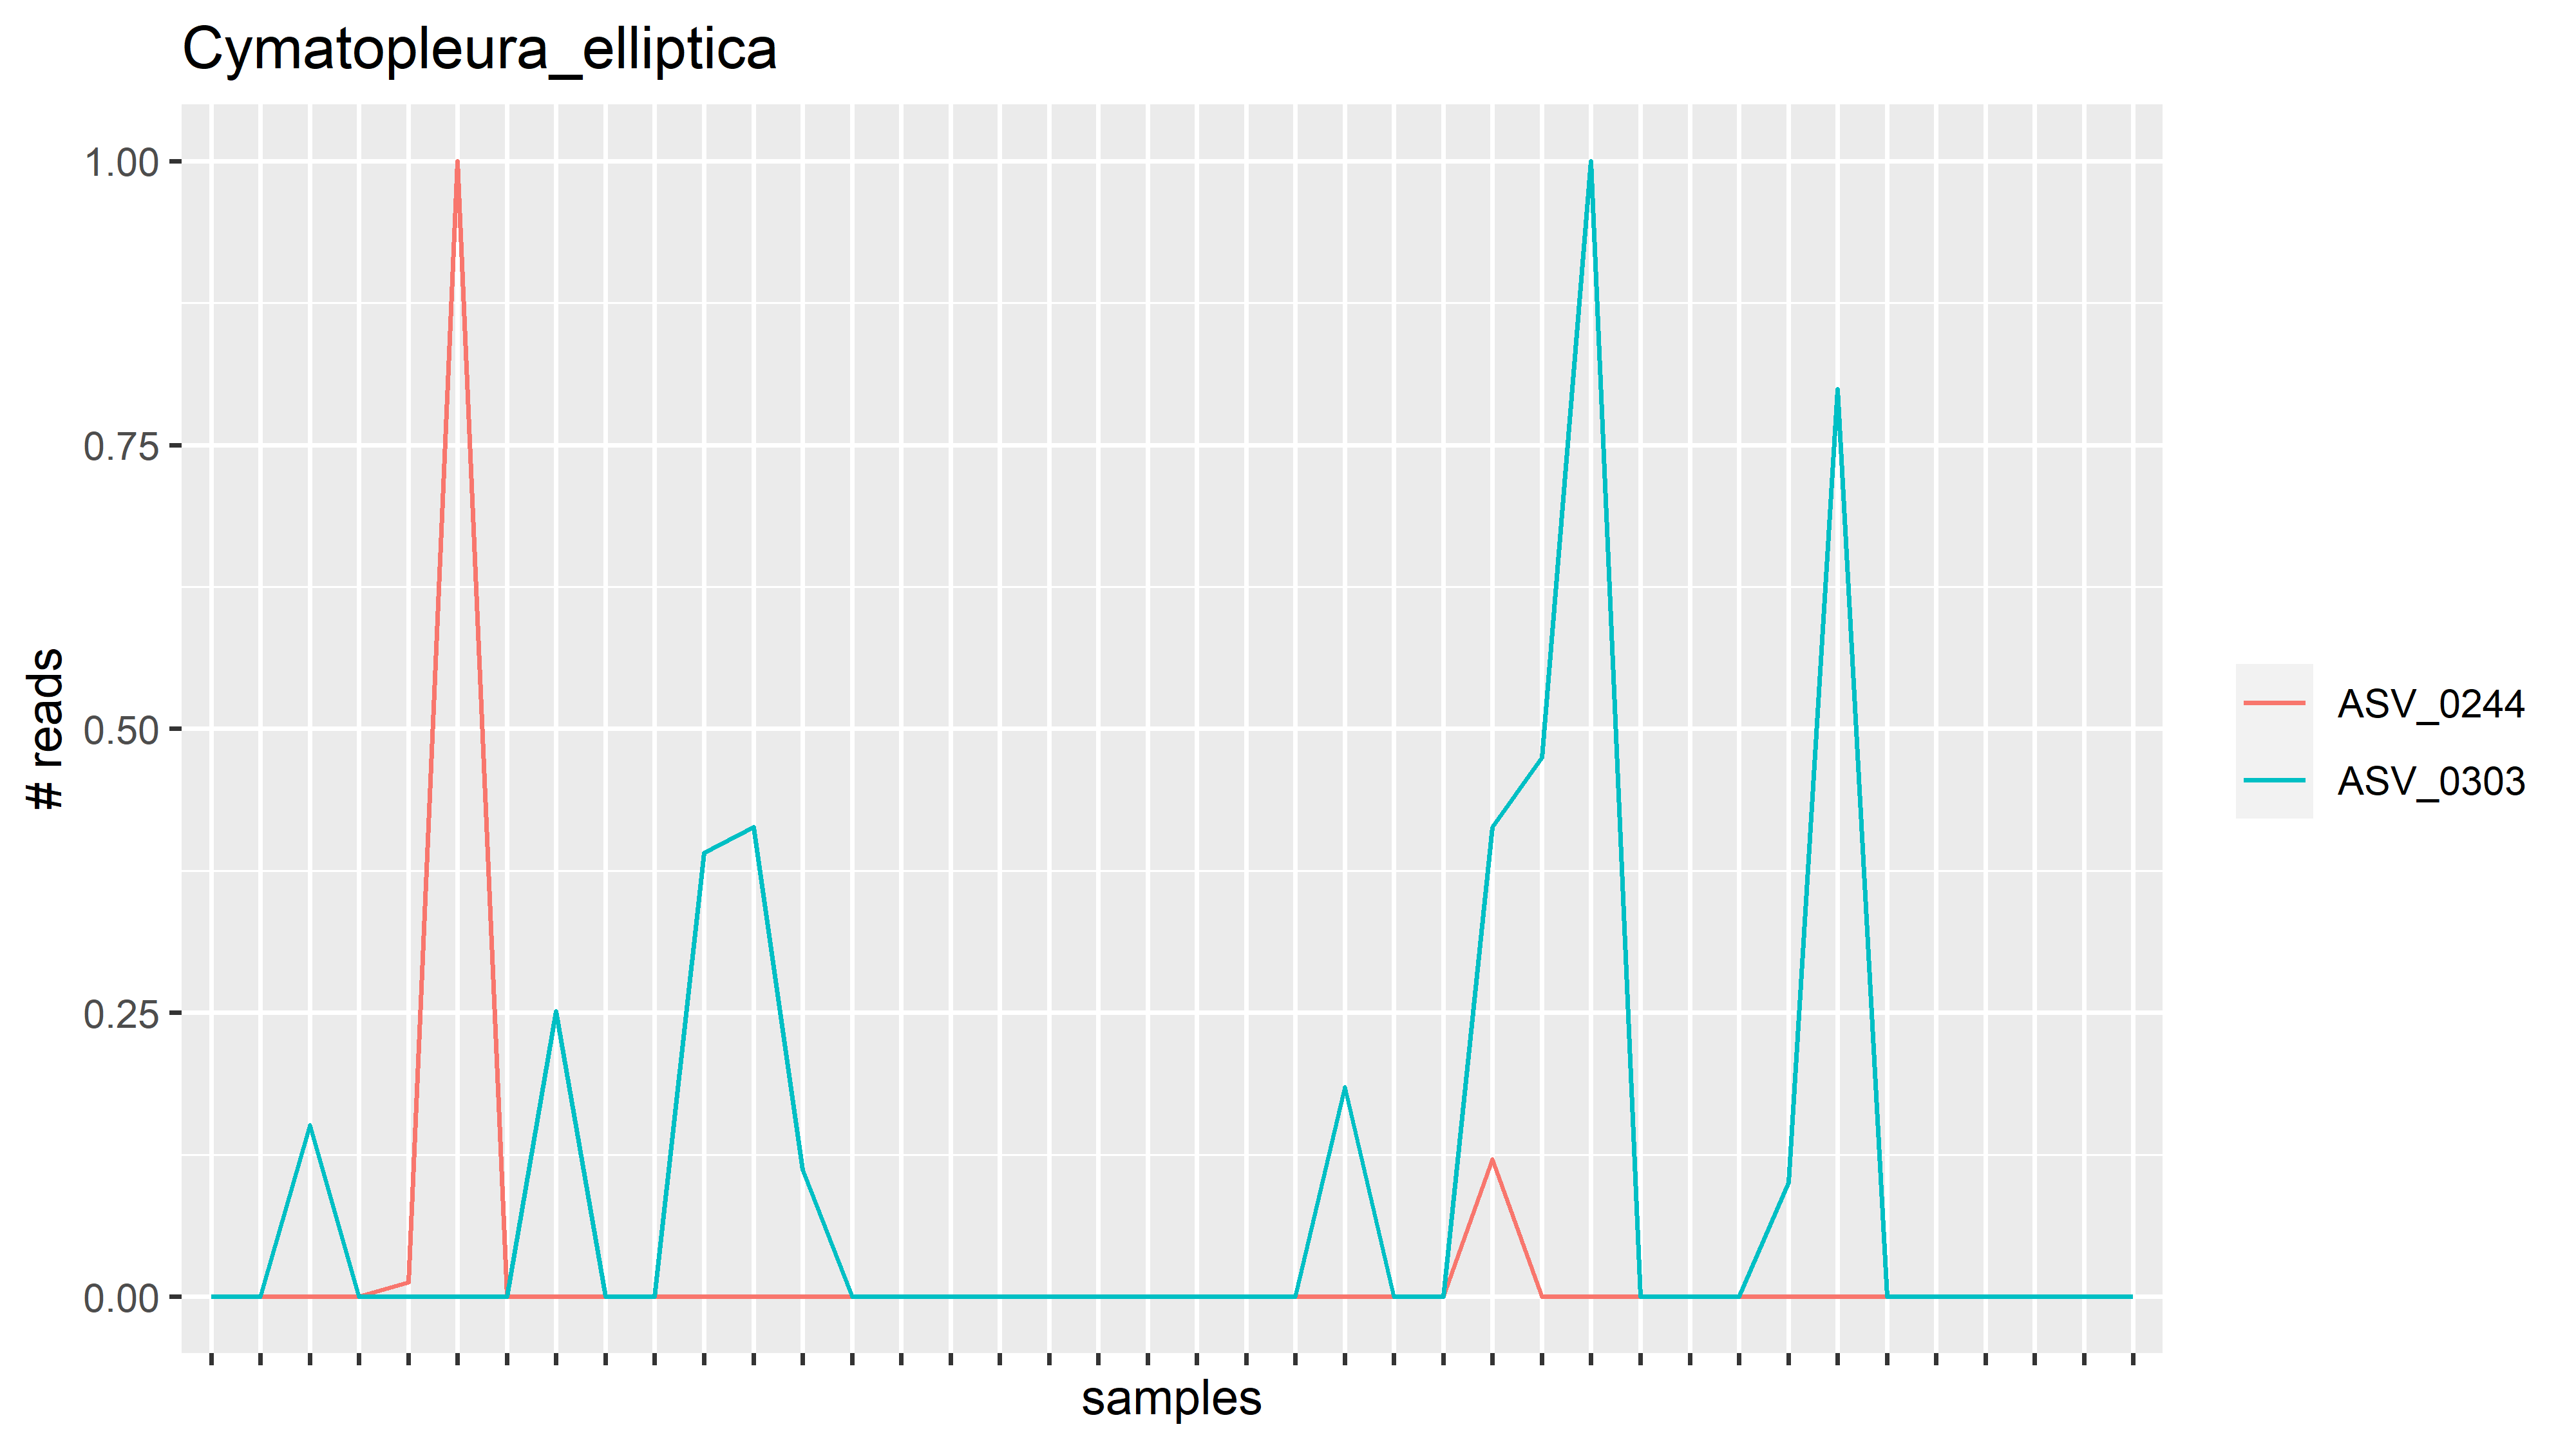 Cymatopleura_elliptica
1.00
0.75
0.50
0.25
0.00
# reads
samples
ASV_0244
ASV_0303